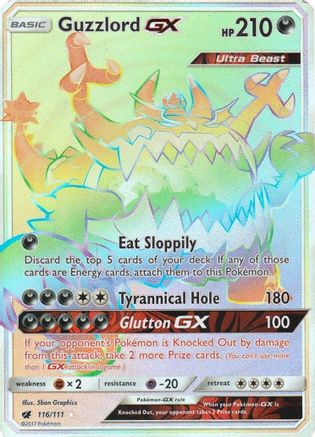 BASIC Guzzlord GX HP 210
Ultra Beast
Eat Sloppily
Discard the top 5 cards of your deck. If any of those
cards are Energy cards, attach them to this Pokémon.
Tyrannical Hole 180
Glutton GX 100
If your opponent's Pokémon is Knocked Out by damage
from this attack, take 2 more Prize cards. (You can't use more
than 1 GX attack in a game.)
weakness ×2 resistance -20 retreat
Illus. 5ban Graphics
Pokémon-GX rule
116/111
When your Pokémon-GX is
Knocked Out, your opponent takes 2 Prize cards.
©2017 Pokémon